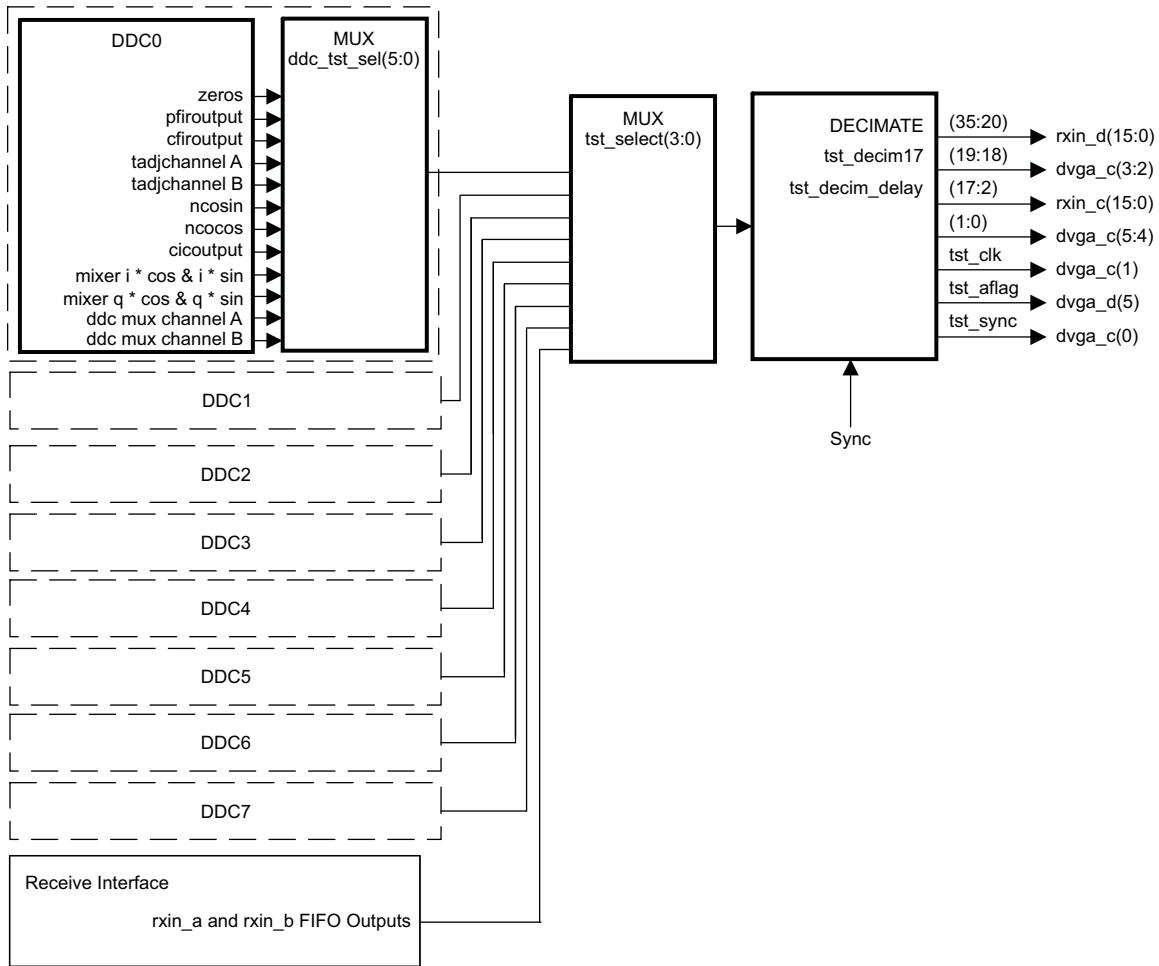 DDC0
zeros
pfiroutput
cfiroutput
tadjchannel A
tadjchannel B
ncosin
ncocos
cicoutput
mixer i * cos & i * sin
mixer q * cos & q * sin
ddc mux channel A
ddc mux channel B
MUX
ddc_tst_sel(5:0)
DDC1
DDC2
DDC3
DDC4
DDC5
DDC6
DDC7
Receive Interface
rxin_a and rxin_b FIFO Outputs
MUX
tst_select(3:0)
DECIMATE
tst_decim17
tst_decim_delay
Sync
(35:20)
rxin_d(15:0)
(19:18)
dvga_c(3:2)
(17:2)
rxin_c(15:0)
(1:0)
dvga_c(5:4)
tst_clk
dvga_c(1)
tst_aflag
dvga_d(5)
tst_sync
dvga_c(0)